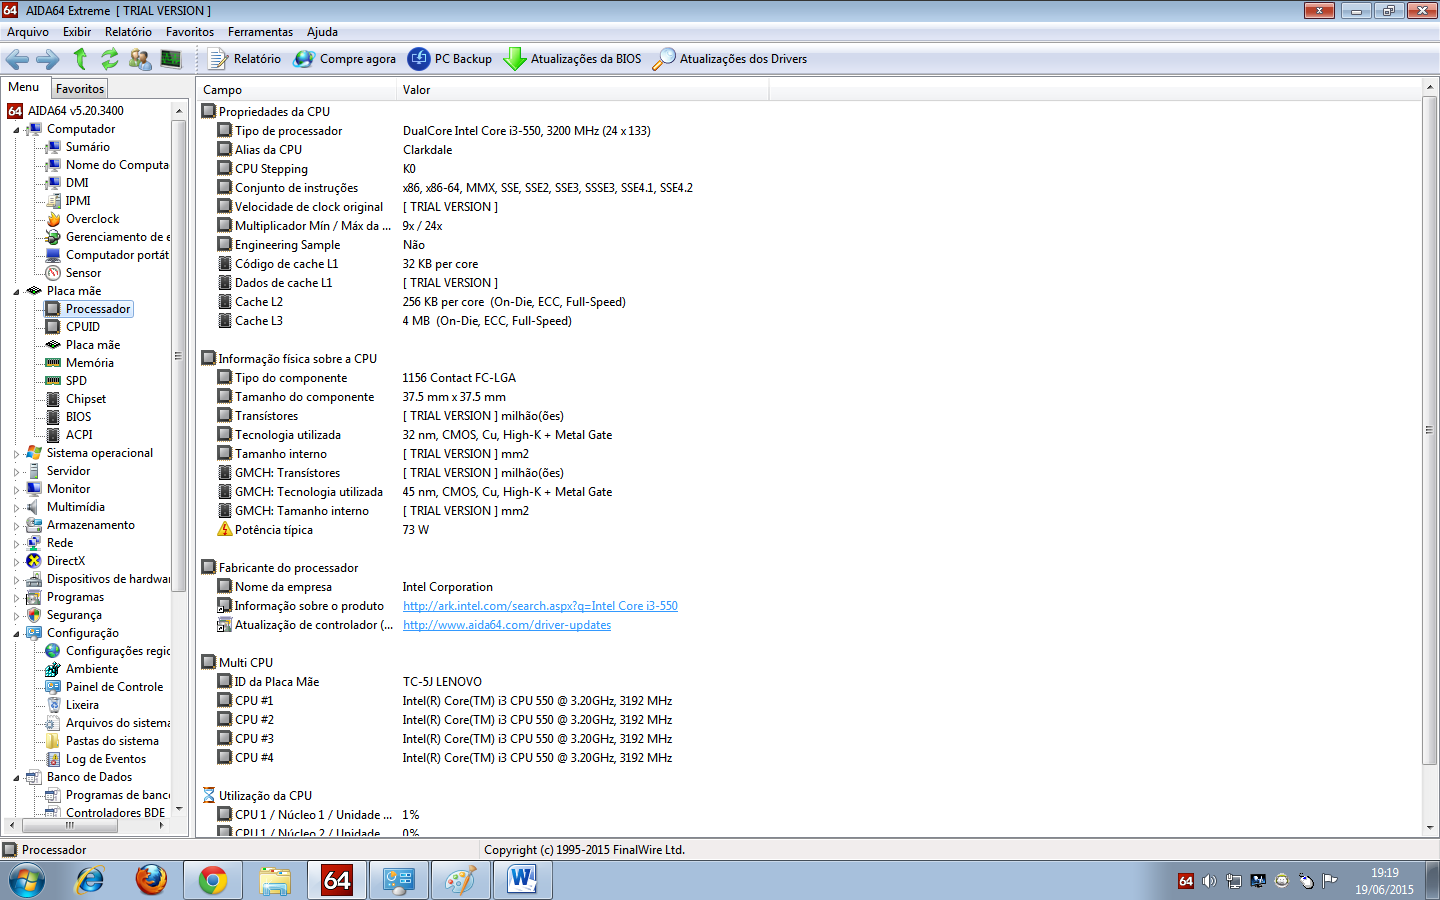 64 AIDA64 Extreme [ TRIAL VERSION ]
Arquivo Exibir Relatório Favoritos Ferramentas Ajuda
Relatório Compre agora PC Backup Atualizações da BIOS Atualizações dos Drivers
Menu Favoritos
64 AIDA64 v5.20.3400
Computador
Sumário
Nome do Computa
DMI
IPMI
Overclock
Gerenciamento de e
Computador portát
Sensor
Placa mãe
Processador
CPUID
Placa mãe
Memória
SPD
Chipset
BIOS
ACPI
Sistema operacional
Servidor
Monitor
Multimídia
Armazenamento
Rede
DirectX
Dispositivos de hardwar
Programas
Segurança
Configuração
Configurações regic
Ambiente
Painel de Controle
Lixeira
Arquivos do sistema
Pastas do sistema
Log de Eventos
Banco de Dados
Programas de banc
Controladores BDE
Campo Valor
Propriedades da CPU
Tipo de processador DualCore Intel Core i3-550, 3200 MHz (24 x 133)
Alias da CPU Clarkdale
CPU Stepping K0
Conjunto de instruções x86, x86-64, MMX, SSE, SSE2, SSE3, SSSE3, SSE4.1, SSE4.2
Velocidade de clock original [ TRIAL VERSION ]
Multiplicador Mín / Máx da ... 9x / 24x
Engineering Sample Não
Código de cache L1 32 KB per core
Dados de cache L1 [ TRIAL VERSION ]
Cache L2 256 KB per core (On-Die, ECC, Full-Speed)
Cache L3 4 MB (On-Die, ECC, Full-Speed)
Informação física sobre a CPU
Tipo do componente 1156 Contact FC-LGA
Tamanho do componente 37.5 mm x 37.5 mm
Transístores [ TRIAL VERSION ] milhão(ões)
Tecnologia utilizada 32 nm, CMOS, Cu, High-K + Metal Gate
Tamanho interno [ TRIAL VERSION ] mm2
GMCH: Transístores [ TRIAL VERSION ] milhão(ões)
GMCH: Tecnologia utilizada 45 nm, CMOS, Cu, High-K + Metal Gate
GMCH: Tamanho interno [ TRIAL VERSION ] mm2
Potência típica 73 W
Fabricante do processador
Nome da empresa Intel Corporation
Informação sobre o produto http://ark.intel.com/search.aspx?q=Intel Core i3-550
Atualização de controlador (... http://www.aida64.com/driver-updates
Multi CPU
ID da Placa Mãe TC-5J LENOVO
CPU #1 Intel(R) Core(TM) i3 CPU 550 @ 3.20GHz, 3192 MHz
CPU #2 Intel(R) Core(TM) i3 CPU 550 @ 3.20GHz, 3192 MHz
CPU #3 Intel(R) Core(TM) i3 CPU 550 @ 3.20GHz, 3192 MHz
CPU #4 Intel(R) Core(TM) i3 CPU 550 @ 3.20GHz, 3192 MHz
Utilização da CPU
CPU 1 / Núcleo 1 / Unidade ... 1%
CPU 1 / Núcleo 2 / Unidade 0%
Processador Copyright (c) 1995-2015 FinalWire Ltd.
64 W 64 19:19
19/06/2015